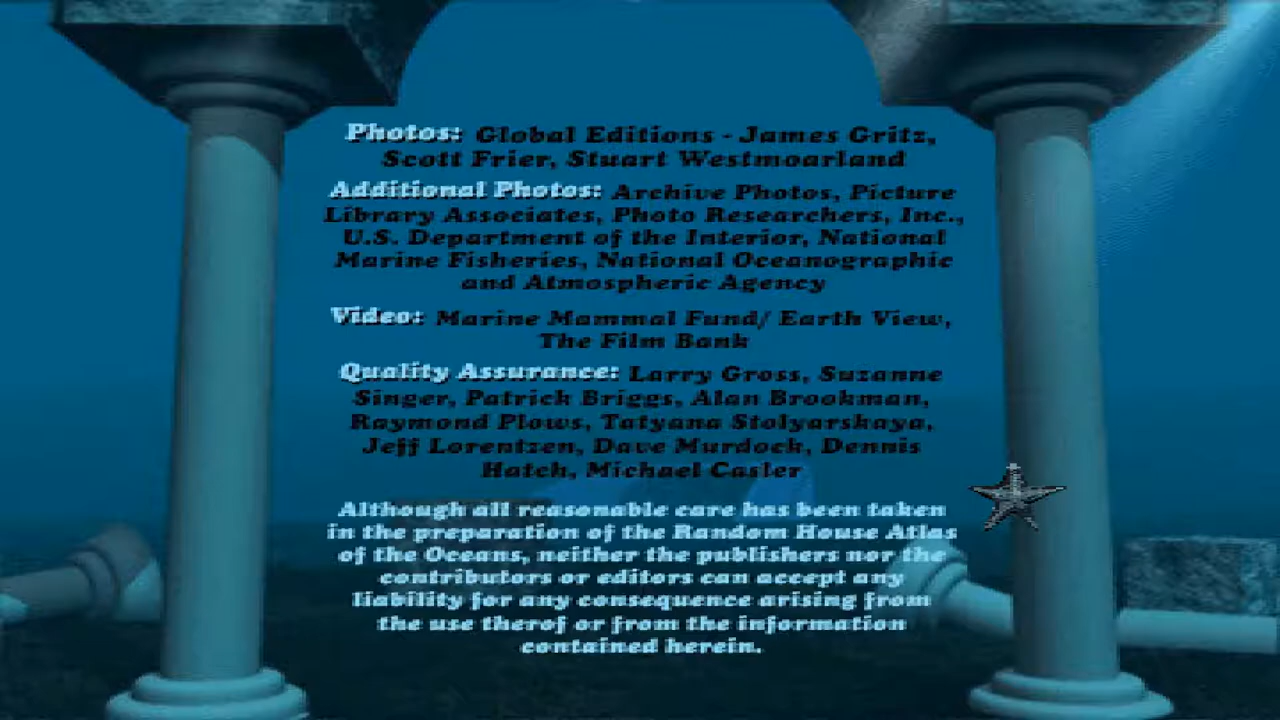 Photos: Global Editions - James Gritz,
Scott Frier, Stuart Westmoarland
Additional Photos: Archive Photos, Picture
Library Associates, Photo Researchers, Inc.,
U.S. Department of the Interior, National
Marine Fisheries, National Oceanographic
and Atmospheric Agency
Video: Marine Mammal Fund/ Earth View,
The Film Bank
Quality Assurance: Larry Gross, Suzanne
Singer, Patrick Briggs, Alan Brookman,
Raymond Plows, Tatyana Stolyarskaya,
Jeff Lorentzen, Dave Murdock, Dennis
Hatch, Michael Casler
Although all reasonable care has been taken
in the preparation of the Random House Atlas
of the Oceans, neither the publishers nor the
contributors or editors can accept any
liability for any consequence arising from
the use therof or from the information
contained herein.